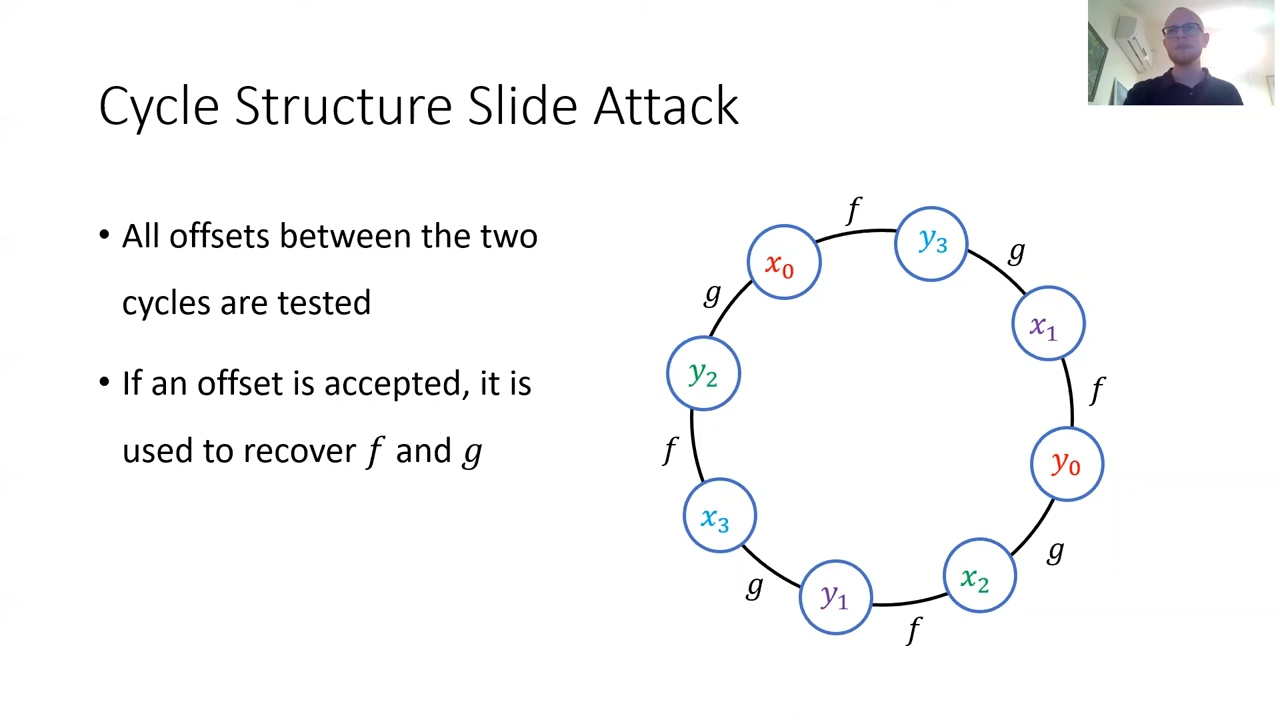 Cycle Structure Slide Attack
• All offsets between the two
cycles are tested
• If an offset is accepted, it is
used to recover f and g
f
x₀
y₃
g
g
x₁
y₂
f
f
y₀
x₃
g
x₂
g
y₁
f